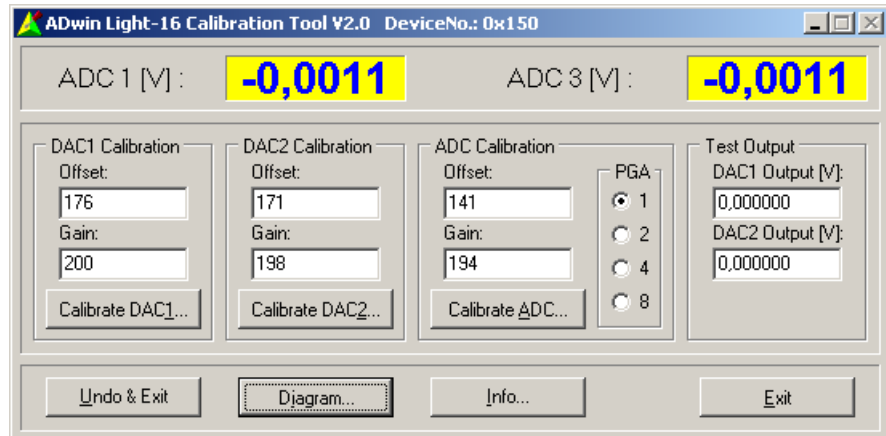 ADwin Light-16 Calibration Tool V2.0 DeviceNo.: 0x150
ADC 1 [V] : -0,0011 ADC 3 [V] : -0,0011
DAC1 Calibration
Offset:
176
Gain:
200
Calibrate DAC1...
DAC2 Calibration
Offset:
171
Gain:
198
Calibrate DAC2...
ADC Calibration
Offset:
141
Gain:
194
Calibrate ADC...
PGA
1
2
4
8
Test Output
DAC1 Output [V]:
0,000000
DAC2 Output [V]:
0,000000
Undo & Exit
Diagram...
Info...
Exit